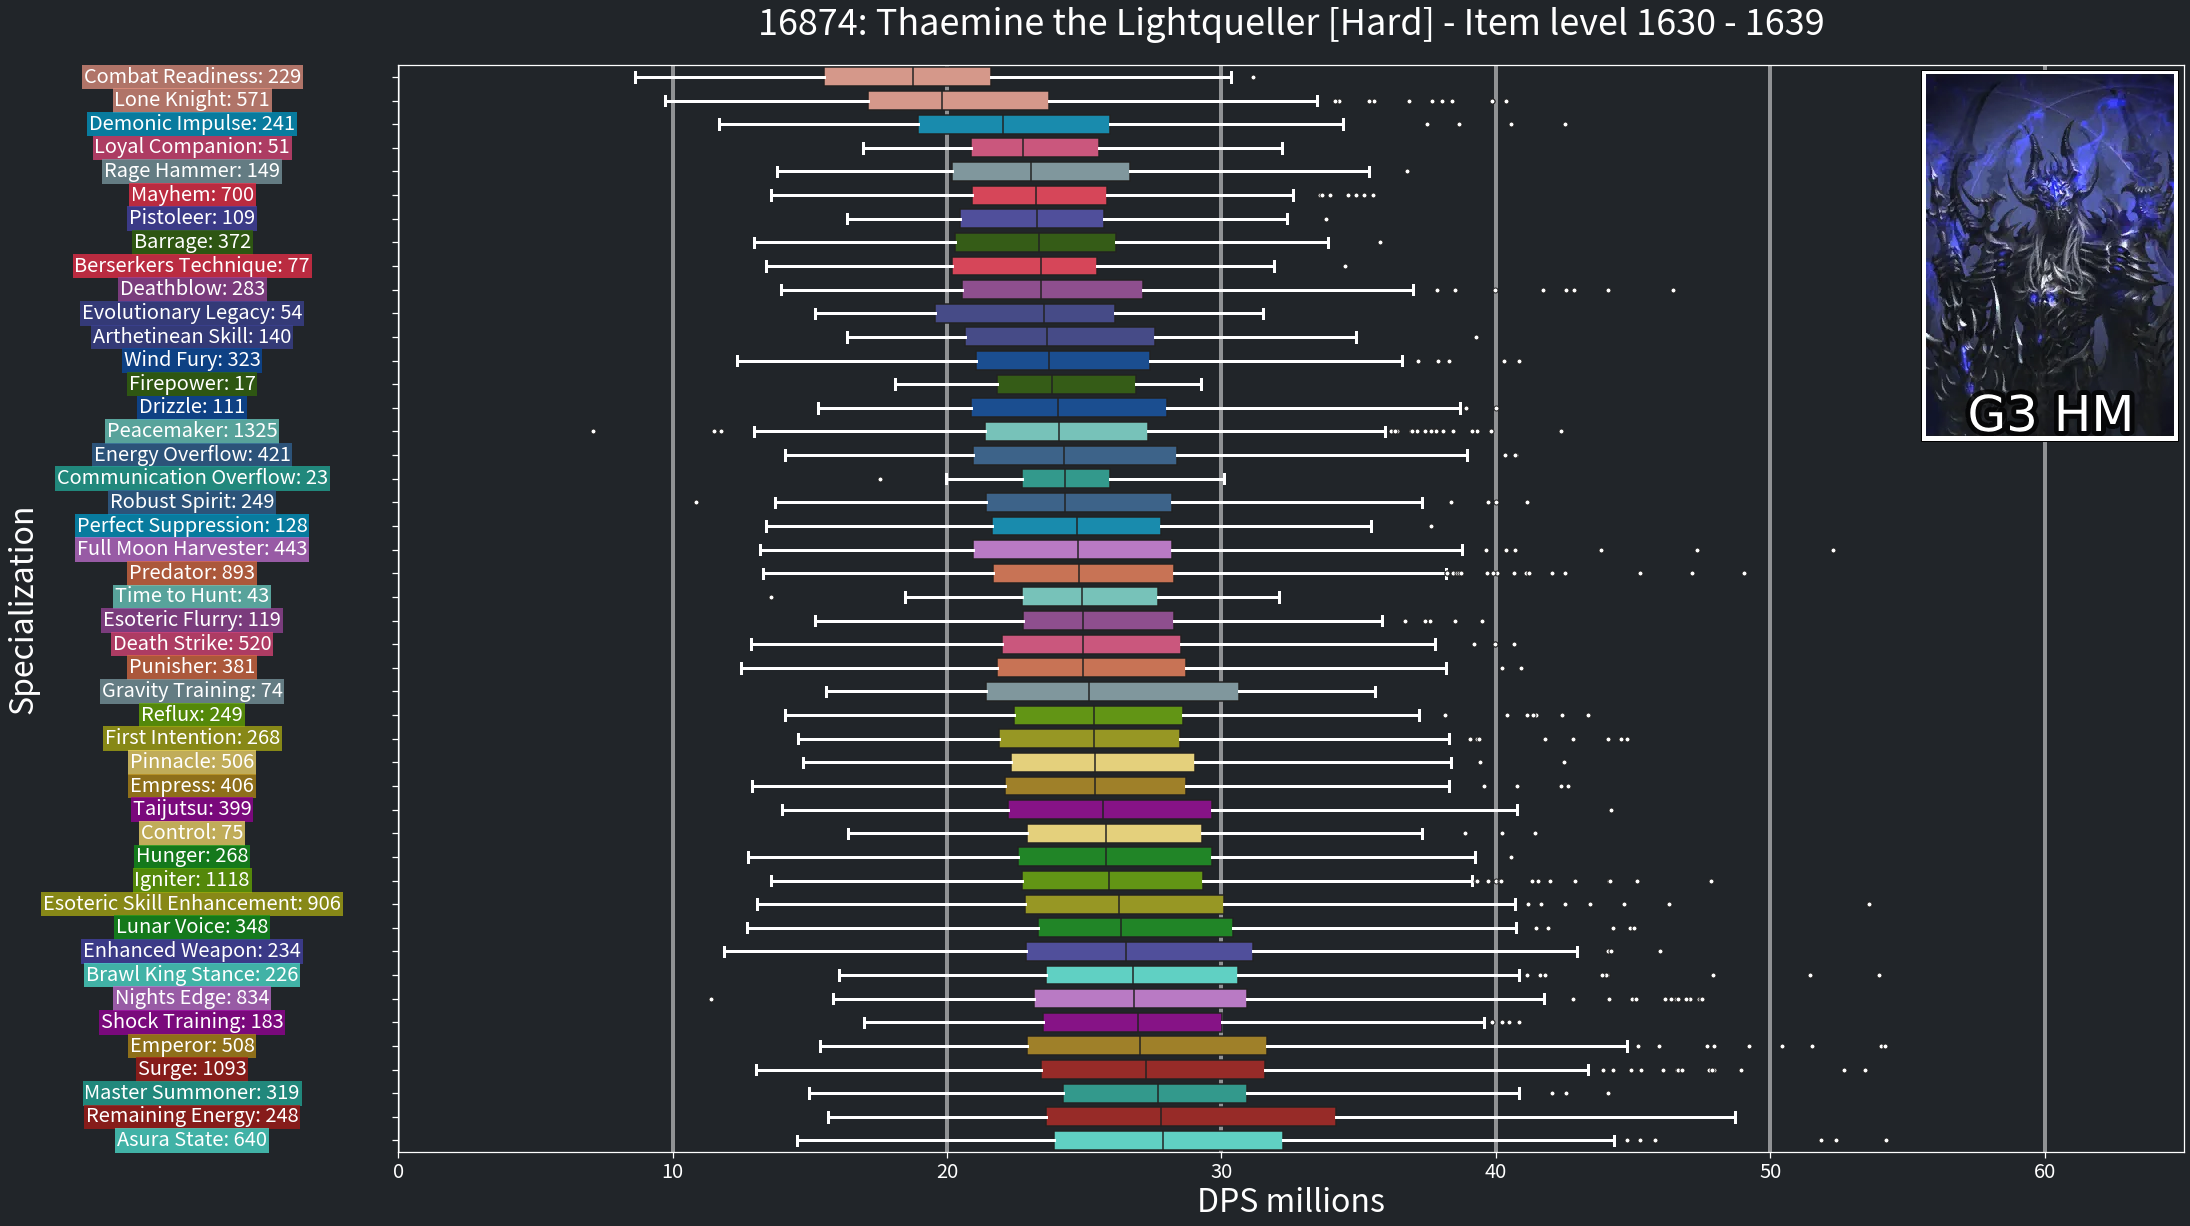 16874: Thaemine the Lightqueller [Hard] - Item level 1630 - 1639
Combat Readiness: 229
Lone Knight: 571
Demonic Impulse: 241
Loyal Companion: 51
Rage Hammer: 149
Mayhem: 700
Pistoleer: 109
Barrage: 372
Berserkers Technique: 77
Deathblow: 283
Evolutionary Legacy: 54
Arthetinean Skill: 140
Wind Fury: 323
Firepower: 17
Drizzle: 111
Peacemaker: 1325
Energy Overflow: 421
Communication Overflow: 23
Robust Spirit: 249
Perfect Suppression: 128
Full Moon Harvester: 443
Predator: 893
Time to Hunt: 43
Esoteric Flurry: 119
Death Strike: 520
Punisher: 381
Gravity Training: 74
Reflux: 249
First Intention: 268
Pinnacle: 506
Empress: 406
Taijutsu: 399
Control: 75
Hunger: 268
Igniter: 1118
Esoteric Skill Enhancement: 906
Lunar Voice: 348
Enhanced Weapon: 234
Brawl King Stance: 226
Nights Edge: 834
Shock Training: 183
Emperor: 508
Surge: 1093
Master Summoner: 319
Remaining Energy: 248
Asura State: 640
Specialization
G3 HM
0 10 20 30 40 50 60
DPS millions